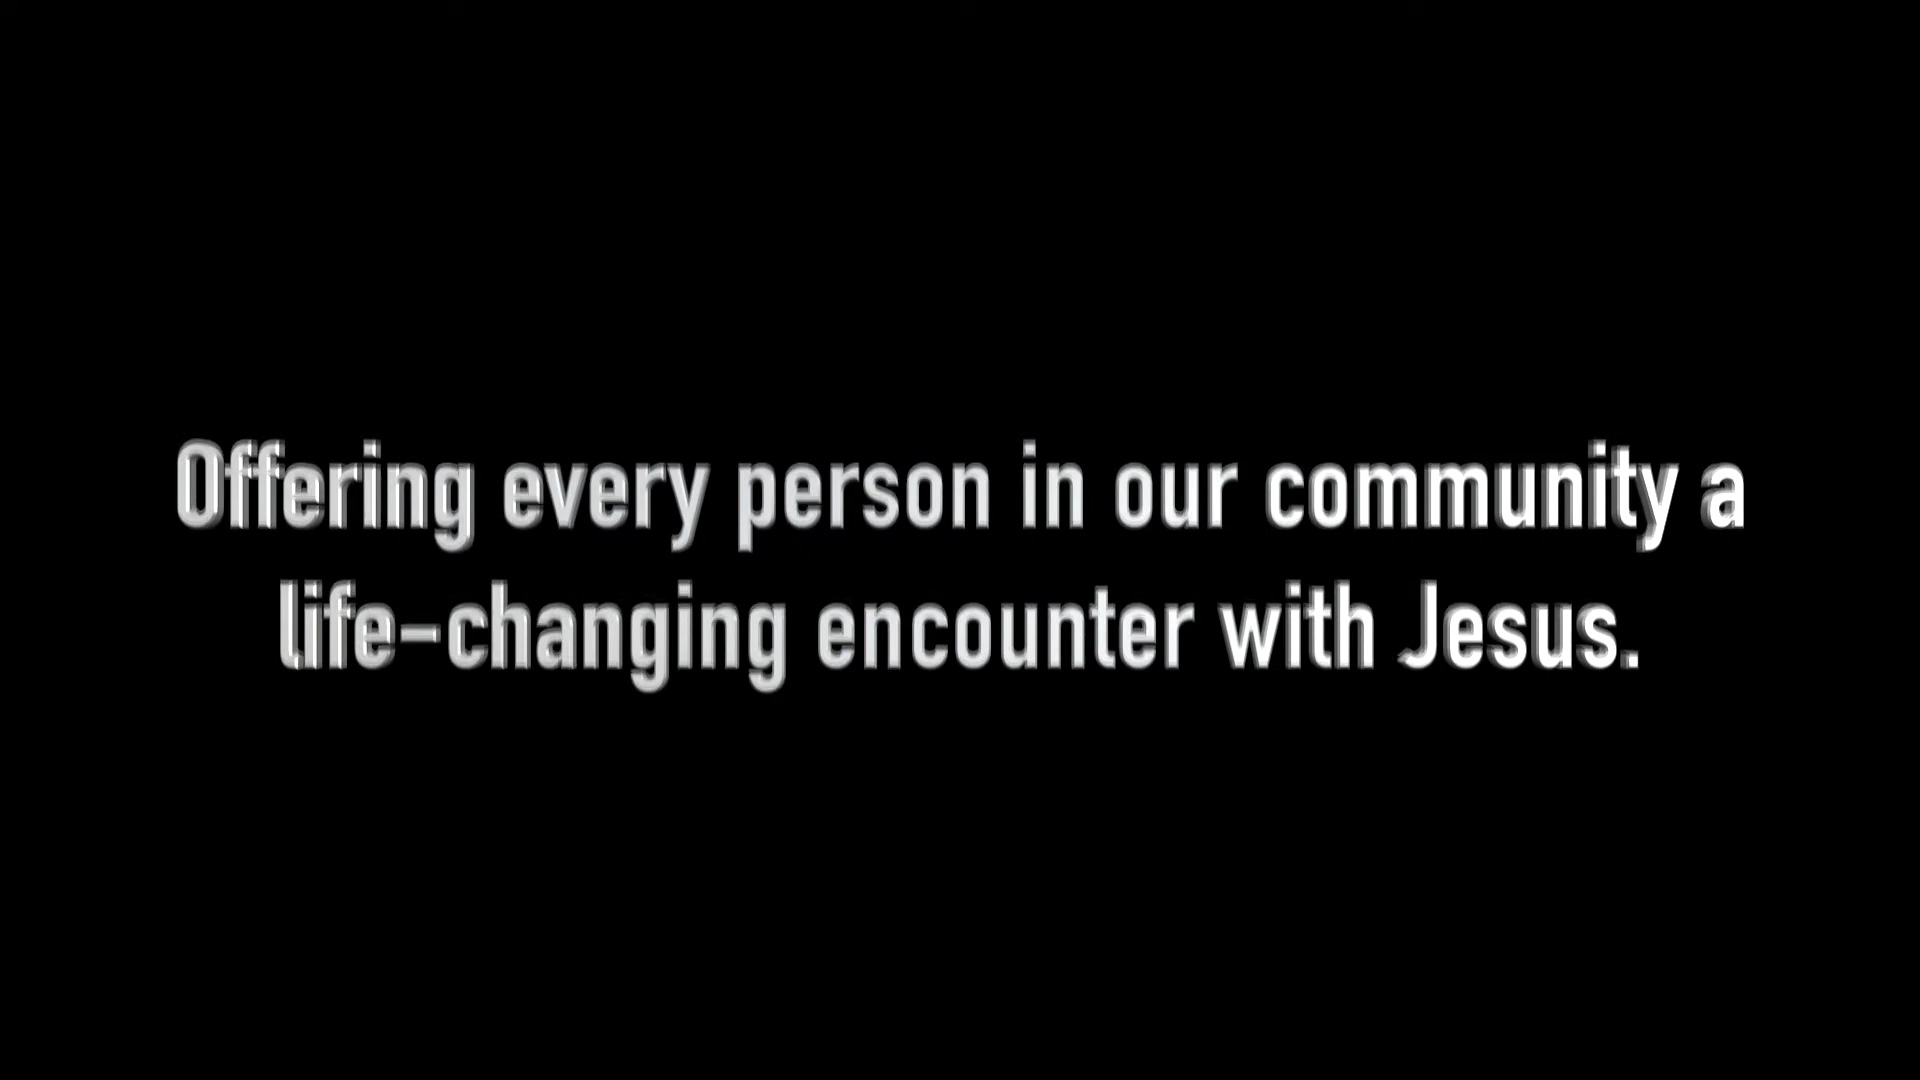 Offering every person in our community a
life-changing encounter with Jesus.